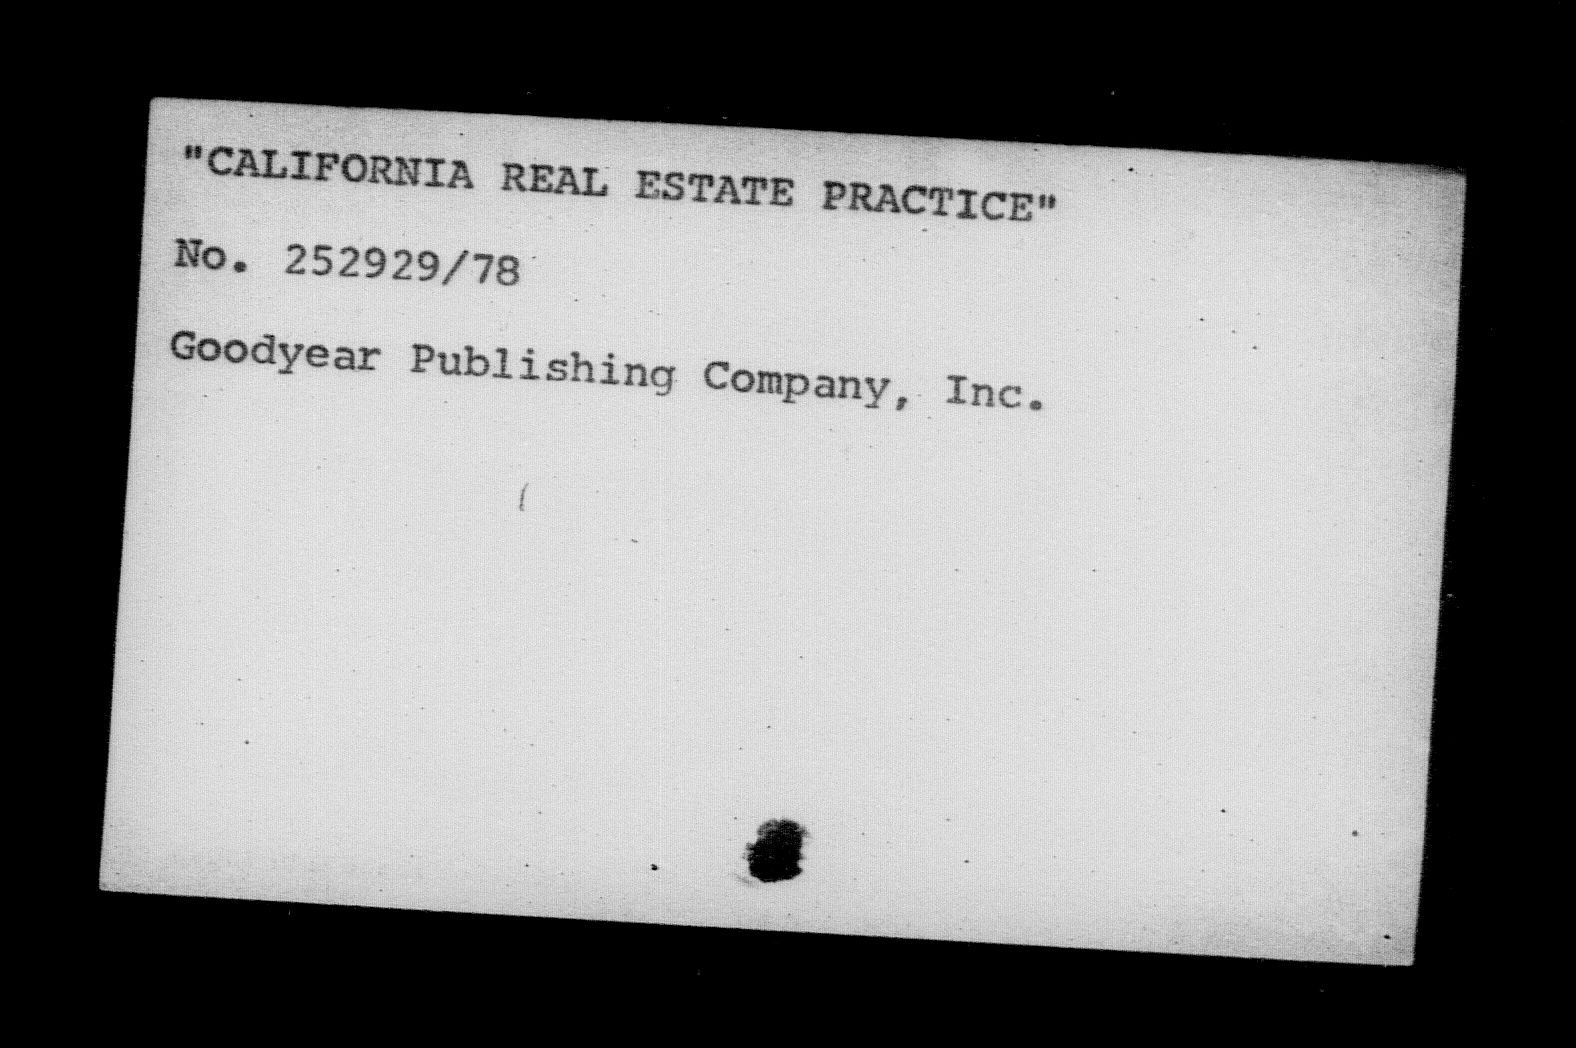 "CALIFORNIA REAL ESTATE PRACTICE"
No. 252929/78
Goodyear Publishing Company, Inc.